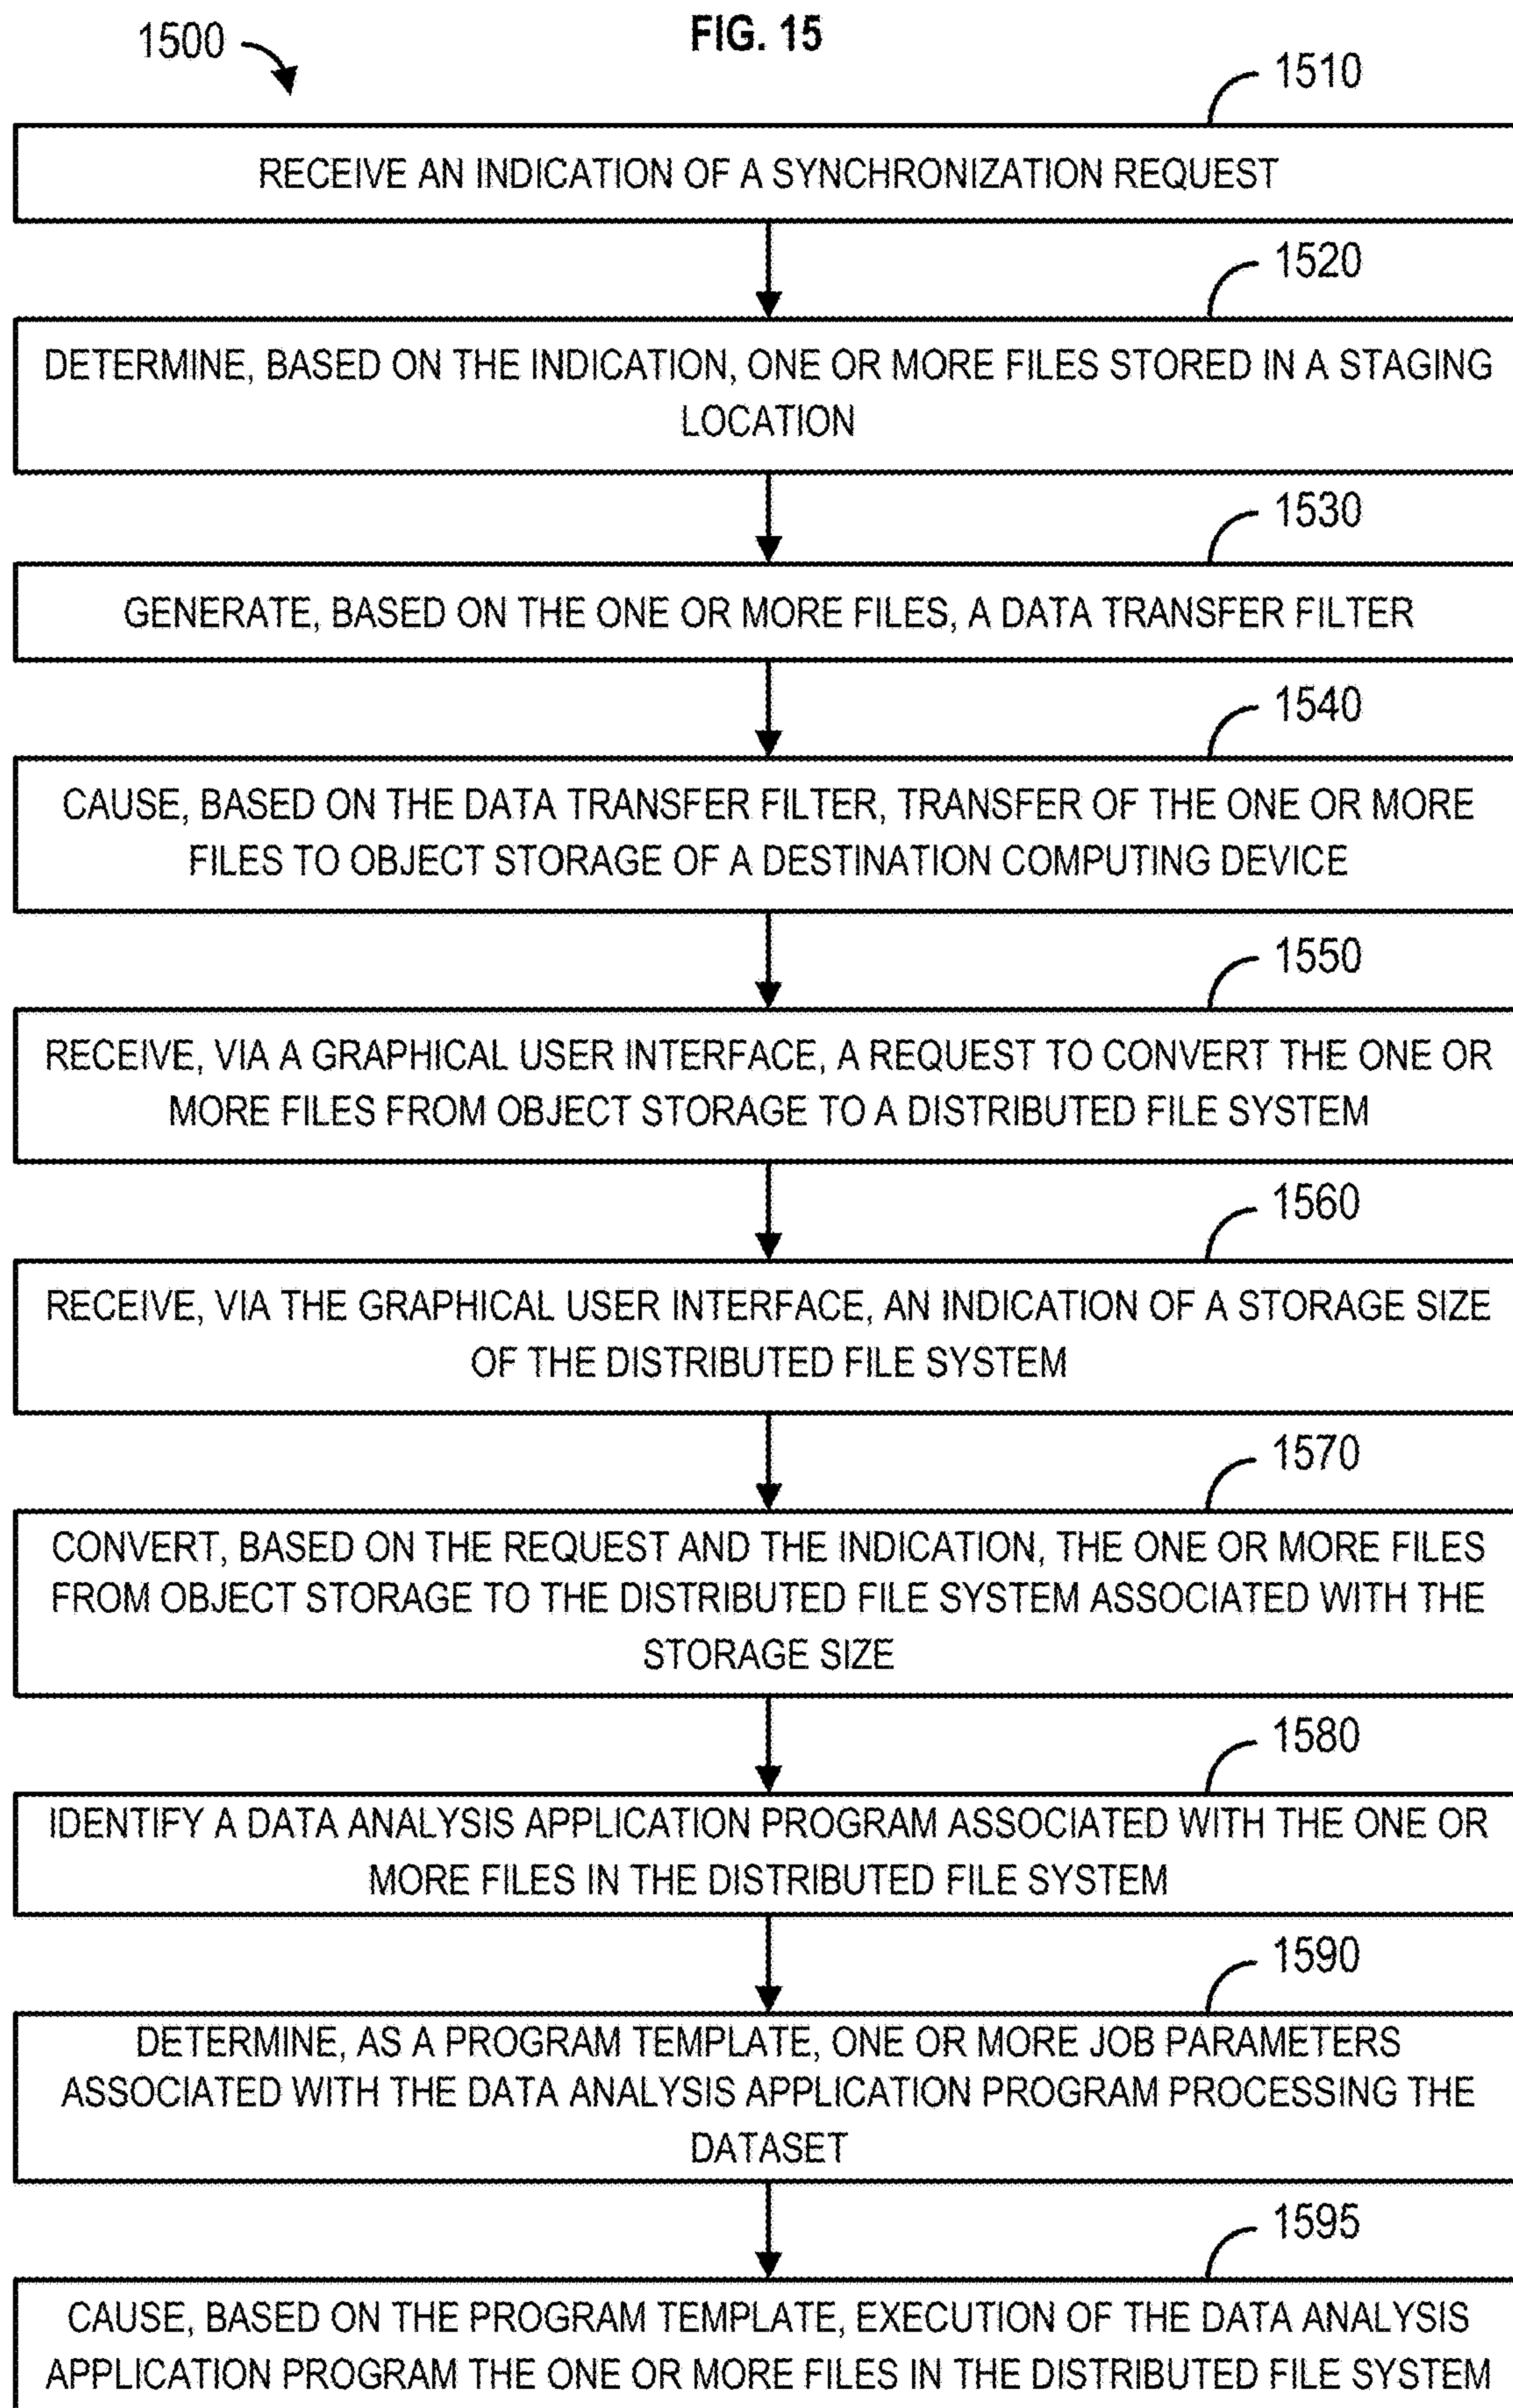 FIG. 15
1500
1510
RECEIVE AN INDICATION OF A SYNCHRONIZATION REQUEST
1520
DETERMINE, BASED ON THE INDICATION, ONE OR MORE FILES STORED IN A STAGING
LOCATION
1530
GENERATE, BASED ON THE ONE OR MORE FILES, A DATA TRANSFER FILTER
1540
CAUSE, BASED ON THE DATA TRANSFER FILTER, TRANSFER OF THE ONE OR MORE
FILES TO OBJECT STORAGE OF A DESTINATION COMPUTING DEVICE
1550
RECEIVE, VIA A GRAPHICAL USER INTERFACE, A REQUEST TO CONVERT THE ONE OR
MORE FILES FROM OBJECT STORAGE TO A DISTRIBUTED FILE SYSTEM
1560
RECEIVE, VIA THE GRAPHICAL USER INTERFACE, AN INDICATION OF A STORAGE SIZE
OF THE DISTRIBUTED FILE SYSTEM
1570
CONVERT, BASED ON THE REQUEST AND THE INDICATION, THE ONE OR MORE FILES
FROM OBJECT STORAGE TO THE DISTRIBUTED FILE SYSTEM ASSOCIATED WITH THE
STORAGE SIZE
1580
IDENTIFY A DATA ANALYSIS APPLICATION PROGRAM ASSOCIATED WITH THE ONE OR
MORE FILES IN THE DISTRIBUTED FILE SYSTEM
1590
DETERMINE, AS A PROGRAM TEMPLATE, ONE OR MORE JOB PARAMETERS
ASSOCIATED WITH THE DATA ANALYSIS APPLICATION PROGRAM PROCESSING THE
DATASET
1595
CAUSE, BASED ON THE PROGRAM TEMPLATE, EXECUTION OF THE DATA ANALYSIS
APPLICATION PROGRAM THE ONE OR MORE FILES IN THE DISTRIBUTED FILE SYSTEM